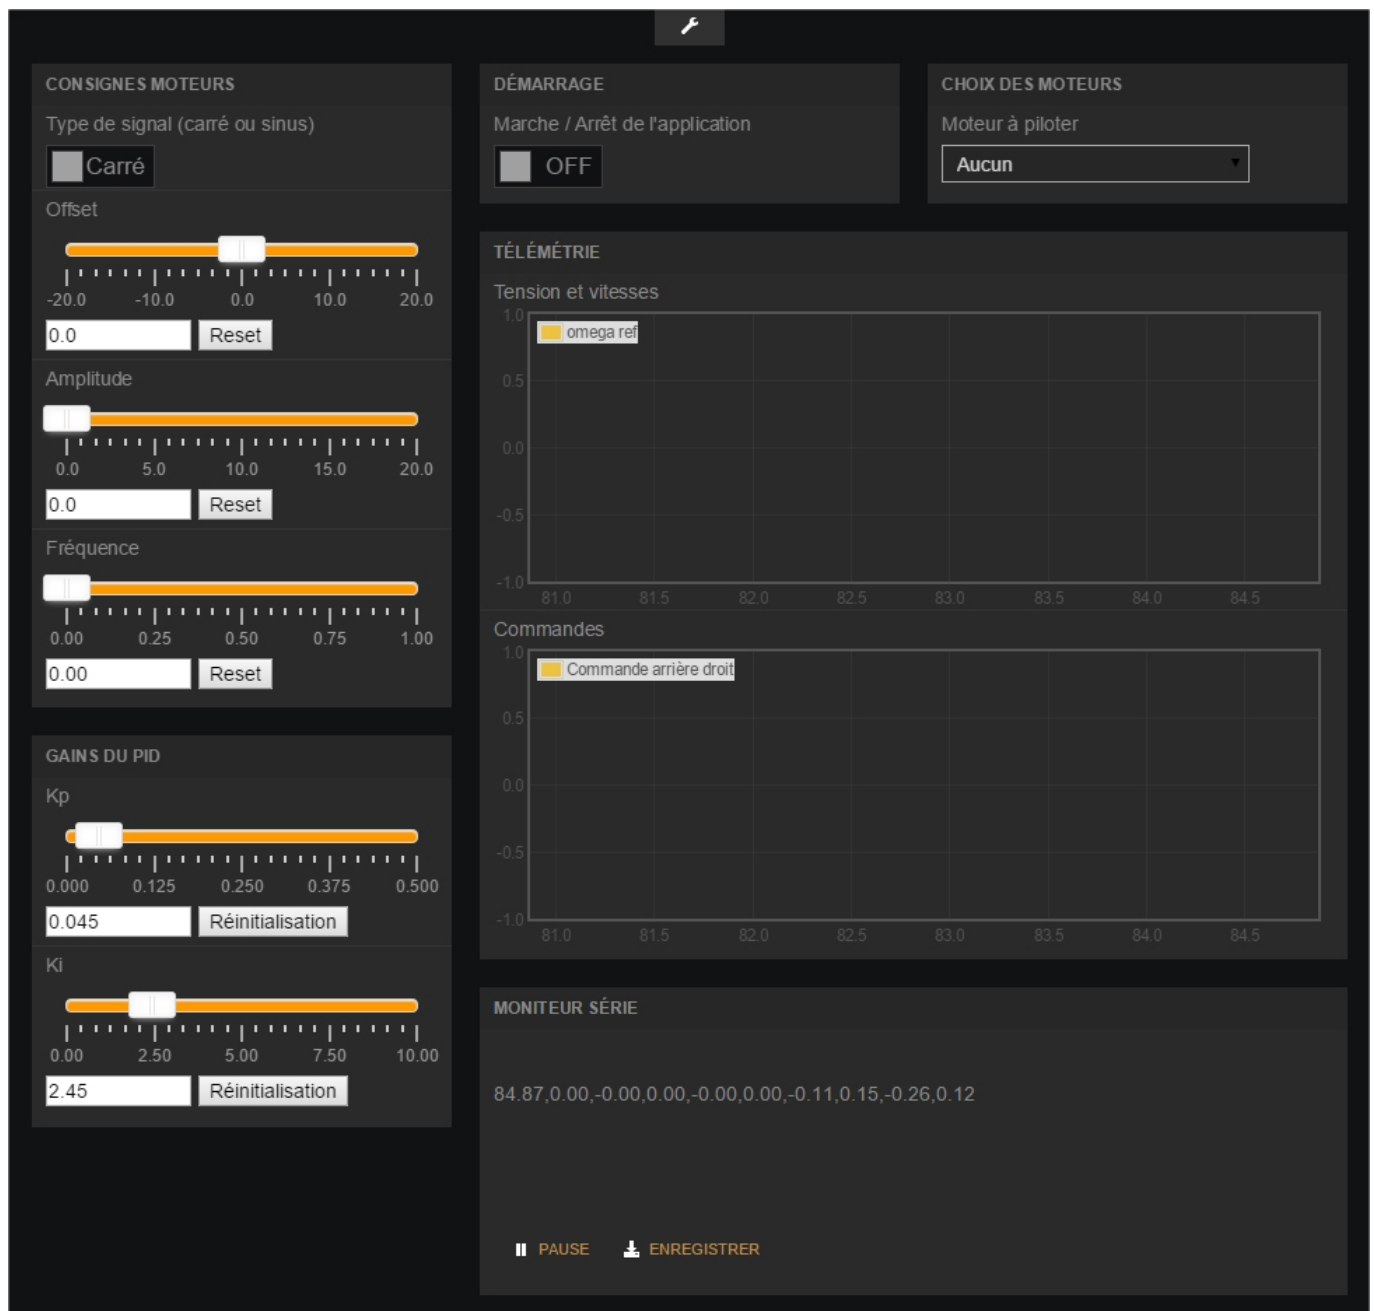 CONSIGNES MOTEURS
Type de signal (carré ou sinus)
Carré
Offset
-20.0 -10.0 0.0 10.0 20.0
0.0 Reset
Amplitude
0.0 5.0 10.0 15.0 20.0
0.0 Reset
Fréquence
0.00 0.25 0.50 0.75 1.00
0.00 Reset
GAINS DU PID
Kp
0.000 0.125 0.250 0.375 0.500
0.045 Réinitialisation
Ki
0.00 2.50 5.00 7.50 10.00
2.45 Réinitialisation
DÉMARRAGE
Marche / Arrêt de l'application
OFF
CHOIX DES MOTEURS
Moteur à piloter
Aucun
TÉLÉMÉTRIE
Tension et vitesses
1.0
omega ref
0.5
0.0
-0.5
-1.0
81.0 81.5 82.0 82.5 83.0 83.5 84.0 84.5
Commandes
1.0
Commande arrière droit
0.5
0.0
-0.5
-1.0
81.0 81.5 82.0 82.5 83.0 83.5 84.0 84.5
MONITEUR SÉRIE
84.87,0.00,-0.00,0.00,-0.00,0.00,-0.11,0.15,-0.26,0.12
PAUSE ENREGISTRER